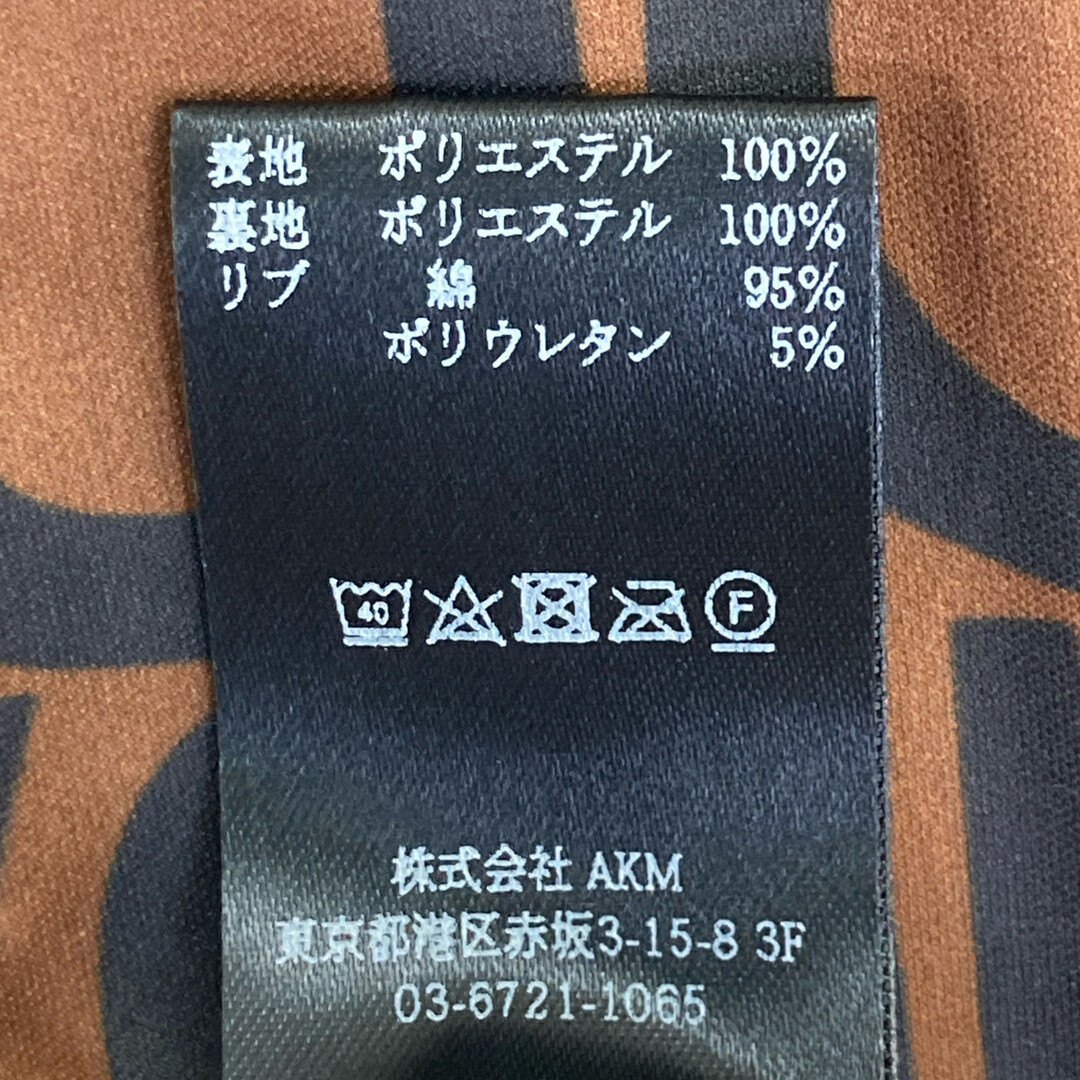 表地 ポリエステル 100%
裏地 ポリエステル 100%
リブ 綿 95%
ポリウレタン 5%
40 F
株式会社 AKM
東京都港区赤坂3-15-8 3F
03-6721-1065